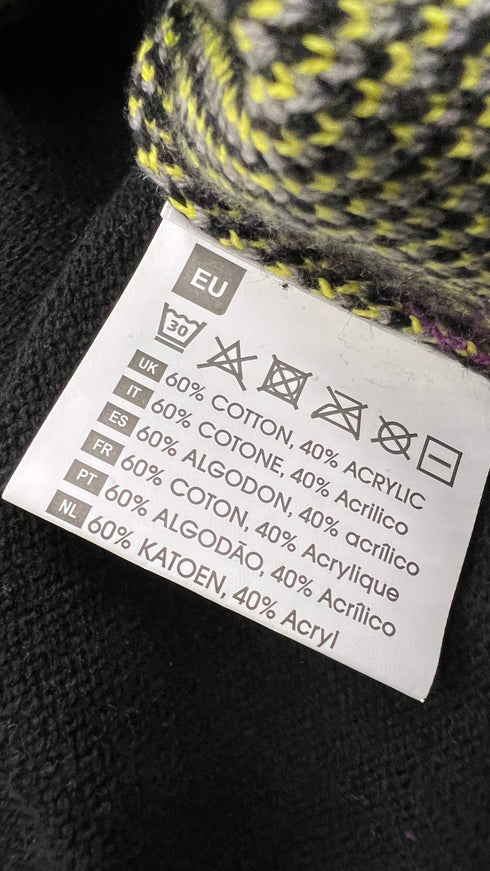 EU
30
UK 60% COTTON, 40% ACRYLIC
IT 60% COTONE, 40% Acrilico
ES 60% ALGODON, 40% acrílico
FR 60% COTON, 40% Acrylique
PT 60% ALGODÃO, 40% Acrílico
NL 60% KATOEN, 40% Acryl